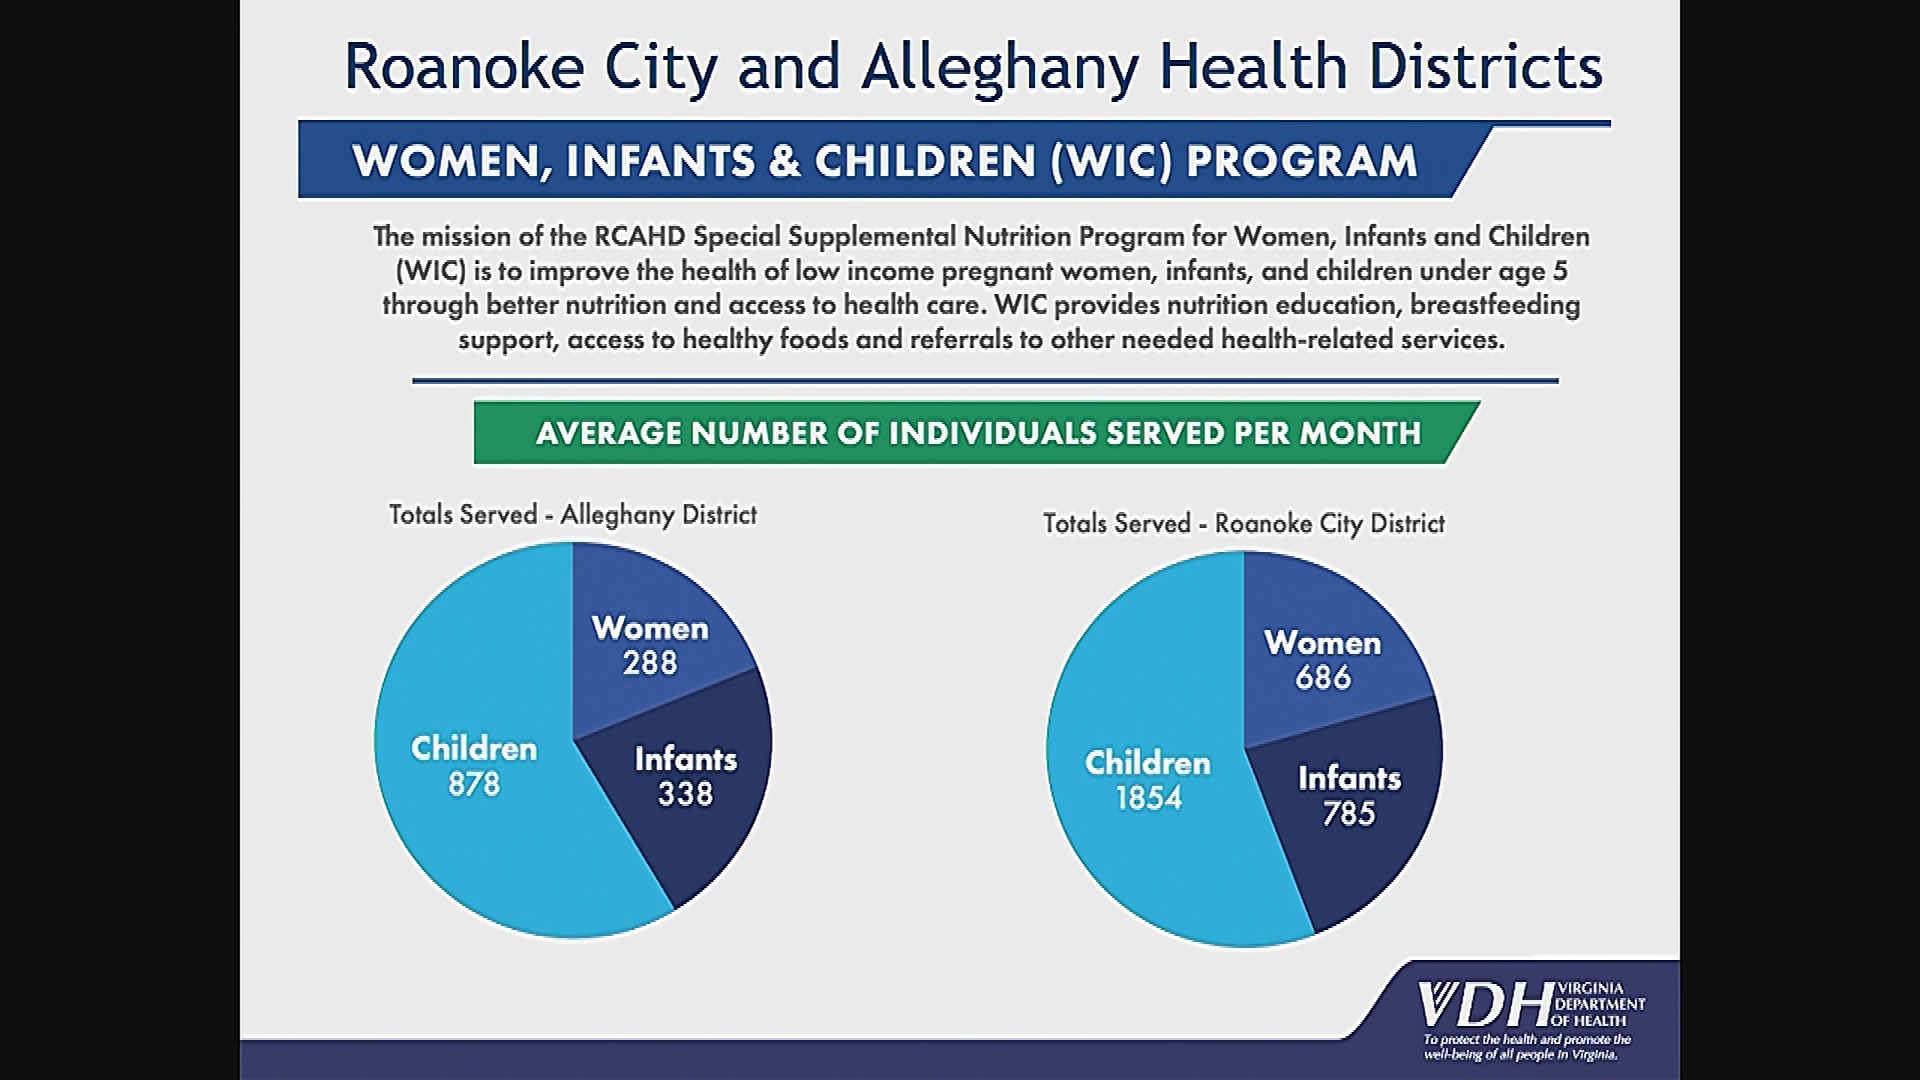 Roanoke City and Alleghany Health Districts
WOMEN, INFANTS & CHILDREN (WIC) PROGRAM
The mission of the RCAHD Special Supplemental Nutrition Program for Women, Infants and Children
(WIC) is to improve the health of low income pregnant women, infants, and children under age 5
through better nutrition and access to health care. WIC provides nutrition education, breastfeeding
support, access to healthy foods and referrals to other needed health-related services.
AVERAGE NUMBER OF INDIVIDUALS SERVED PER MONTH
Totals Served - Alleghany District
Women
288
Infants
338
Children
878
Totals Served - Roanoke City District
Women
686
Infants
785
Children
1854
VDH
VIRGINIA
DEPARTMENT
OF HEALTH
To protect the health and promote the
well-being of all people in Virginia.